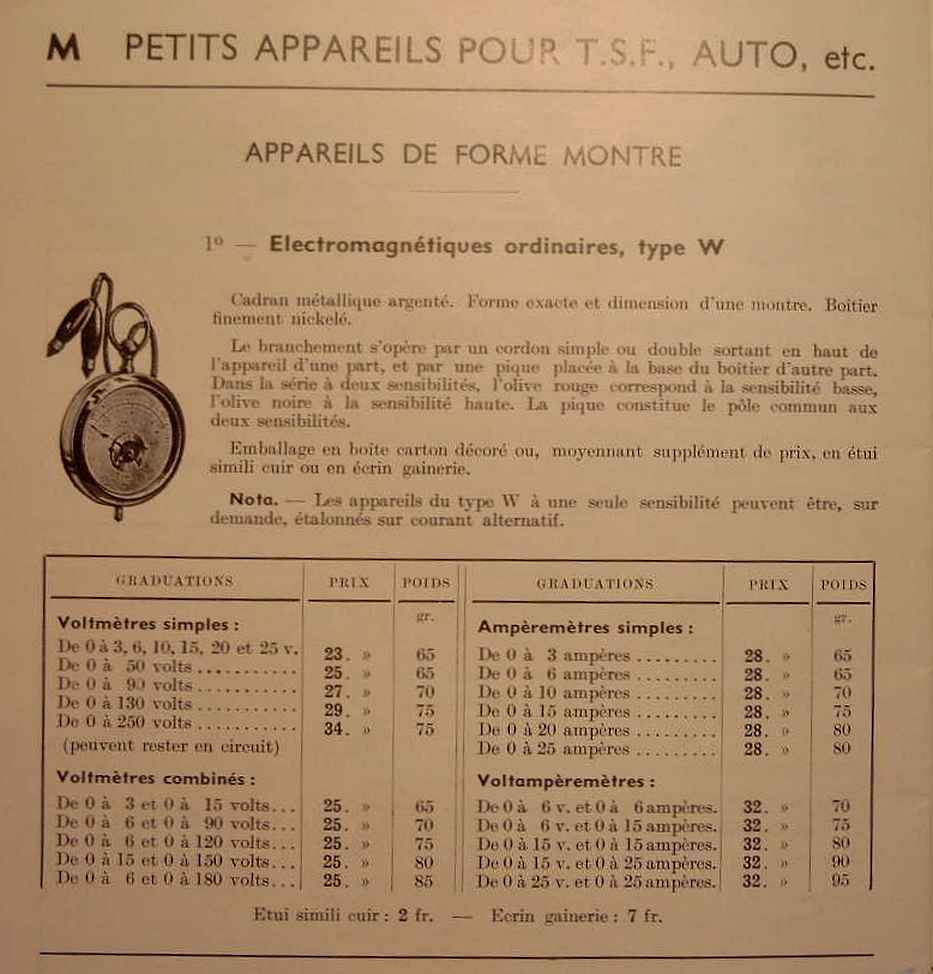 M PETITS APPAREILS POUR T.S.F., AUTO, etc.
APPAREILS DE FORME MONTRE
1º — Electromagnétiques ordinaires, type W
Cadran métallique argenté. Forme exacte et dimension d'une montre. Boitier
finement nickelé.
Le branchement s'opère par un cordon simple ou double sortant en haut de
l'appareil d'une part, et par une pique placée à la base du boitier d'autre part.
Dans la série à deux sensibilités, l'olive rouge correspond à la sensibilité basse,
l'olive noire à la sensibilité haute. La pique constitue le pôle commun aux
deux sensibilités.
Emballage en boite carton décoré ou, moyennant supplément de prix, en étui
simili cuir ou en écrin gainerie.
Nota. — Les appareils du type W à une seule sensibilité peuvent être, sur
demande, étalonnés sur courant alternatif.
GRADUATIONS PRIX POIDS
gr.
Voltmètres simples :
De 0 à 3, 6, 10, 15, 20 et 25 v. 23. » 65
De 0 à 50 volts .......... 25. » 65
De 0 à 90 volts .......... 27. » 70
De 0 à 130 volts .......... 29. » 75
De 0 à 250 volts .......... 34. » 75
(peuvent rester en circuit)
Voltmètres combinés :
De 0 à 3 et 0 à 15 volts... 25. » 65
De 0 à 6 et 0 à 90 volts... 25. » 70
De 0 à 6 et 0 à 120 volts... 25. » 75
De 0 à 15 et 0 à 150 volts... 25. » 80
De 0 à 6 et 0 à 180 volts... 25. » 85
GRADUATIONS PRIX POIDS
gr.
Ampèremètres simples :
De 0 à 3 ampères ......... 28. » 65
De 0 à 6 ampères ......... 28. » 65
De 0 à 10 ampères ......... 28. » 70
De 0 à 15 ampères ......... 28. » 75
De 0 à 20 ampères ......... 28. » 80
De 0 à 25 ampères ......... 28. » 80
Voltampèremètres :
De 0 à 6 v. et 0 à 6 ampères. 32. » 70
De 0 à 6 v. et 0 à 15 ampères. 32. » 75
De 0 à 15 v. et 0 à 15 ampères. 32. » 80
De 0 à 15 v. et 0 à 25 ampères. 32. » 90
De 0 à 25 v. et 0 à 25 ampères. 32. » 95
Etui simili cuir : 2 fr. — Ecrin gainerie : 7 fr.